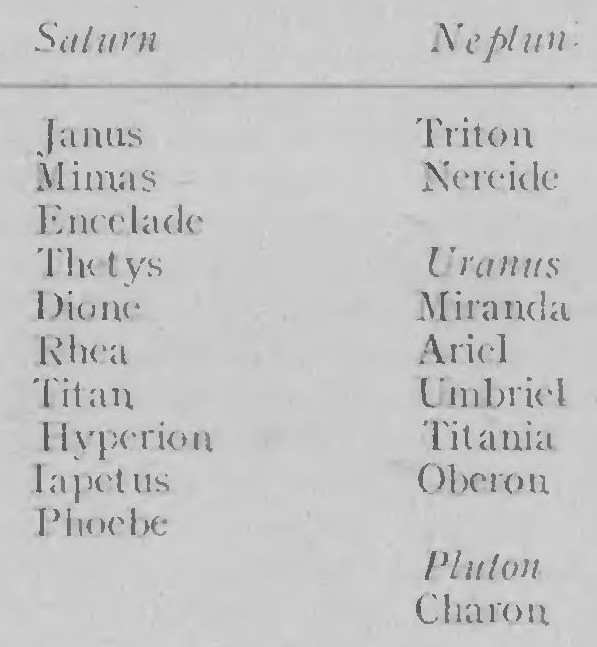 Saturn
Janus
Mimas
Encelade
Thetys
Dione
Rhea
Titan
Hyperion
Iapetus
Phoebe
Neptun
Triton
Nereide
Uranus
Miranda
Ariel
Umbriel
Titania
Oberon
Pluton
Charon